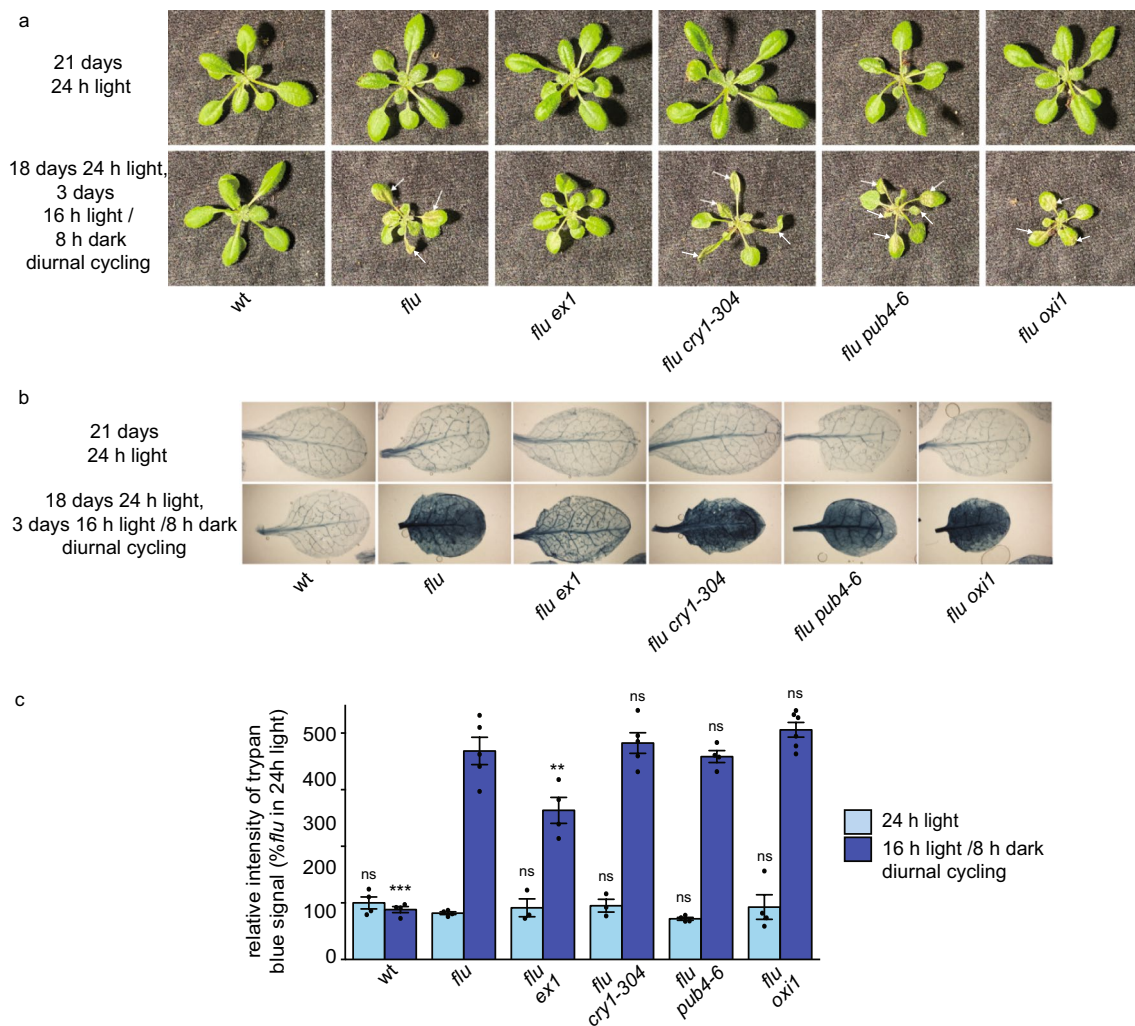 a
21 days
24 h light
18 days 24 h light,
3 days
16 h light /
8 h dark
diurnal cycling
wt
flu
flu ex1
flu cry1-304
flu pub4-6
flu oxi1
b
21 days
24 h light
18 days 24 h light,
3 days 16 h light /8 h dark
diurnal cycling
wt
flu
flu ex1
flu cry1-304
flu pub4-6
flu oxi1
c
relative intensity of trypan
blue signal (%flu in 24h light)
500
400
300
200
100
0
ns
***
ns
**
ns
ns
ns
ns
ns
ns
wt
flu
flu
ex1
flu
cry1-304
flu
pub4-6
flu
oxi1
24 h light
16 h light /8 h dark
diurnal cycling